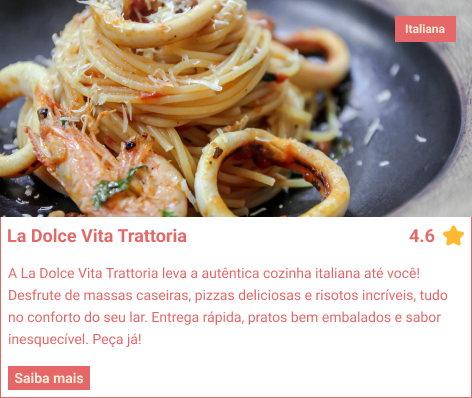 Italiana
La Dolce Vita Trattoria
4.6
A La Dolce Vita Trattoria leva a autêntica cozinha italiana até você!
Desfrute de massas caseiras, pizzas deliciosas e risotos incríveis, tudo
no conforto do seu lar. Entrega rápida, pratos bem embalados e sabor
inesquecível. Peça já!
Saiba mais